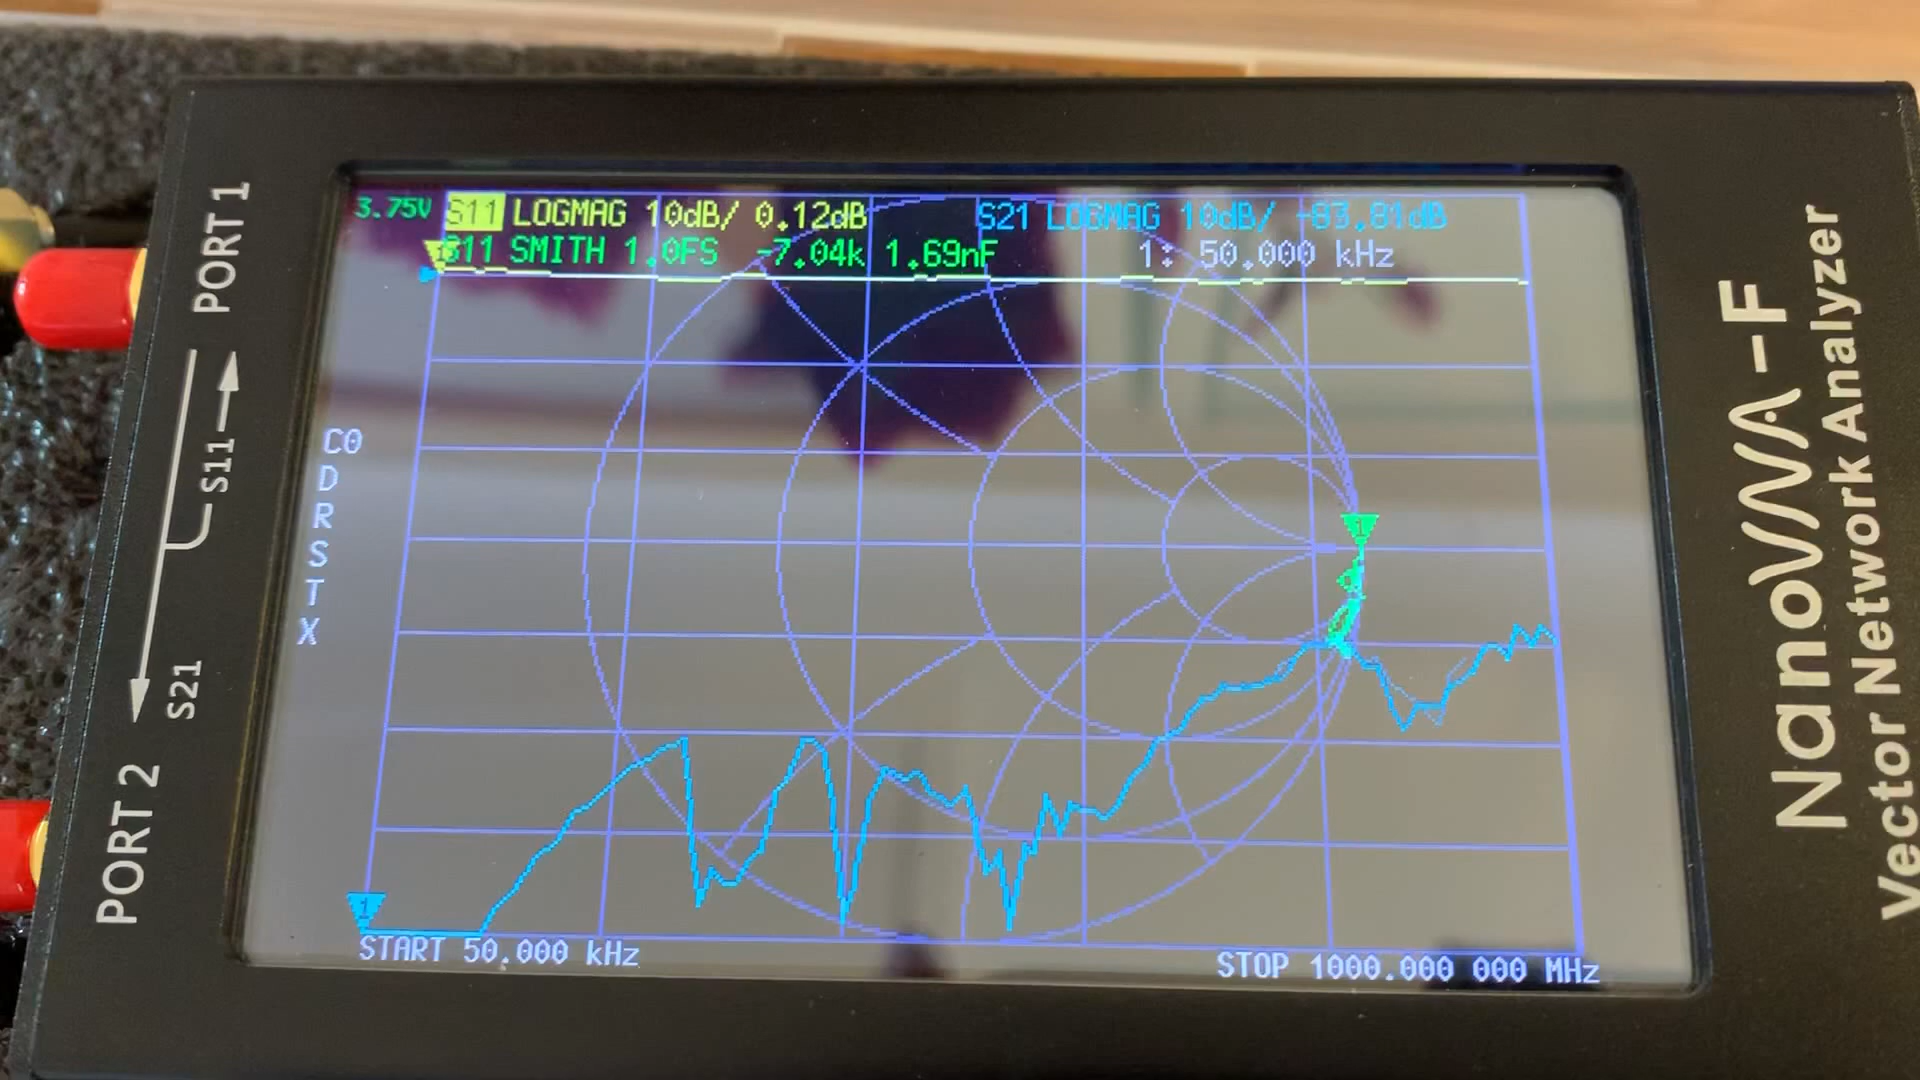 3.75V S11 LOGMAG 10dB/ 0.12dB S21 LOGMAG 10dB/ -83.81dB
S11 SMITH 1.0FS -7.04k 1.69nF 1: 50.000 kHz
C0
D
R
S
T
X
1
1
START 50.000 kHz STOP 1000.000 000 MHz
PORT 1
S11
S21
PORT 2
NanoVNA-F
Vector Network Analyzer